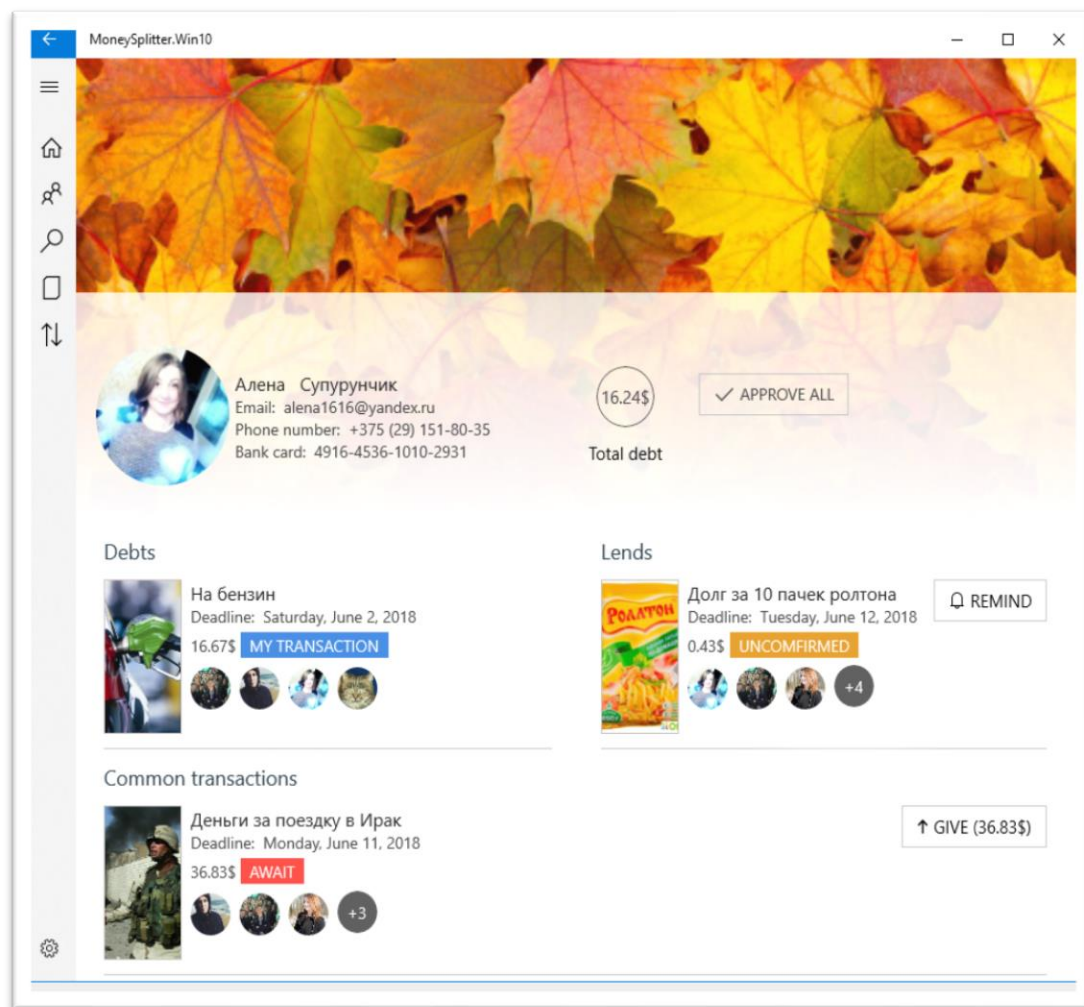 MoneySplitter.Win10
Алена Супурунчик
Email: alena1616@yandex.ru
Phone number: +375 (29) 151-80-35
Bank card: 4916-4536-1010-2931
16.24$
Total debt
APPROVE ALL
Debts
На бензин
Deadline: Saturday, June 2, 2018
16.67$ MY TRANSACTION
Lends
РОЛЛТОН
Долг за 10 пачек ролтона
Deadline: Tuesday, June 12, 2018
0.43$ UNCOMFIRMED
+4
REMIND
Common transactions
Деньги за поездку в Ирак
Deadline: Monday, June 11, 2018
36.83$ AWAIT
+3
GIVE (36.83$)